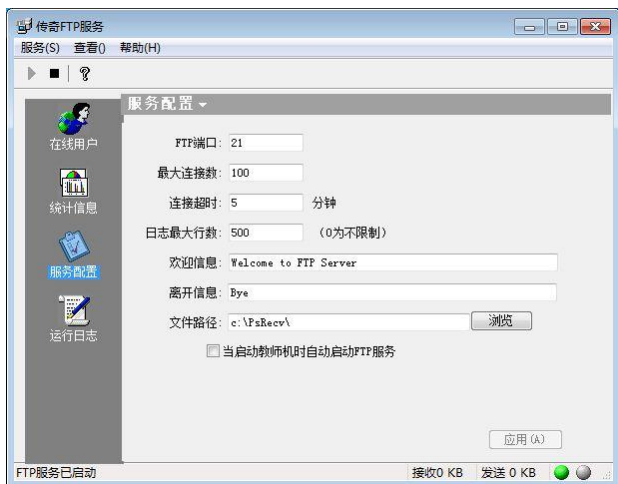 传奇FTP服务
服务(S) 查看() 帮助(H)
服务配置
在线用户
统计信息
服务配置
运行日志
FTP端口: 21
最大连接数: 100
连接超时: 5 分钟
日志最大行数: 500 (0为不限制)
欢迎信息: Welcome to FTP Server
离开信息: Bye
文件路径: c:\PsRecv\ 浏览
当启动教师机时自动启动FTP服务
应用(A)
FTP服务已启动 接收0 KB 发送 0 KB